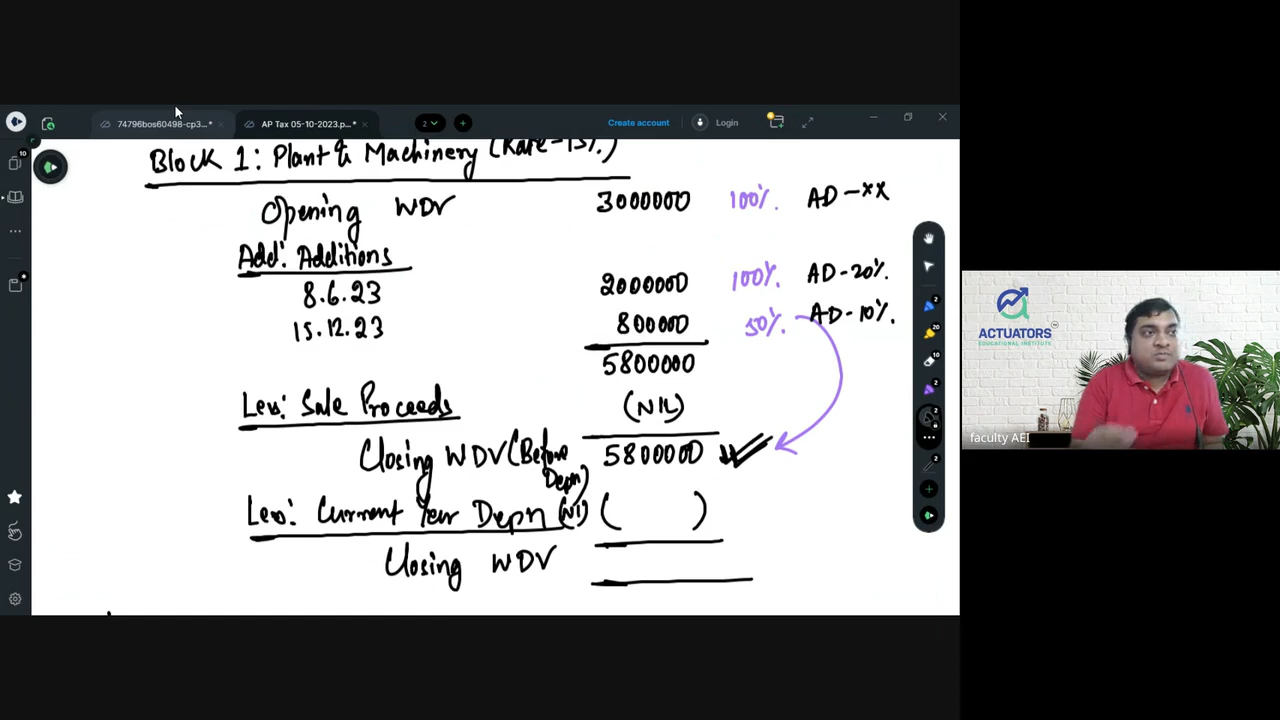 74796bos60498-cp3...*
AP Tax 05-10-2023.p...*
2
Create account
Login
Block 1: Plant & Machinery (Rate-15%)
Opening WDV 3000000 100%. AD-xx
Add: Additions
8.6.23 2000000 100%. AD-20%.
15.12.23 800000 50%. AD-10%.
5800000
Less: Sale Proceeds (NIL)
Closing WDV (Before Depn) 5800000
Less: Current Year Depn (N1) ( )
Closing WDV
ACTUATORS
EDUCATIONAL INSTITUTE
faculty AEI